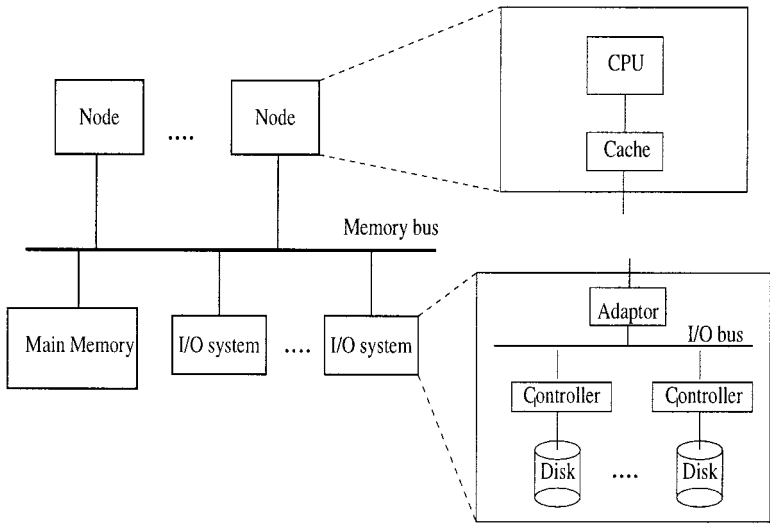 CPU
Node
....
Node
Cache
Memory bus
Main Memory
I/O system
....
I/O system
Adaptor
I/O bus
Controller
Controller
Disk
....
Disk